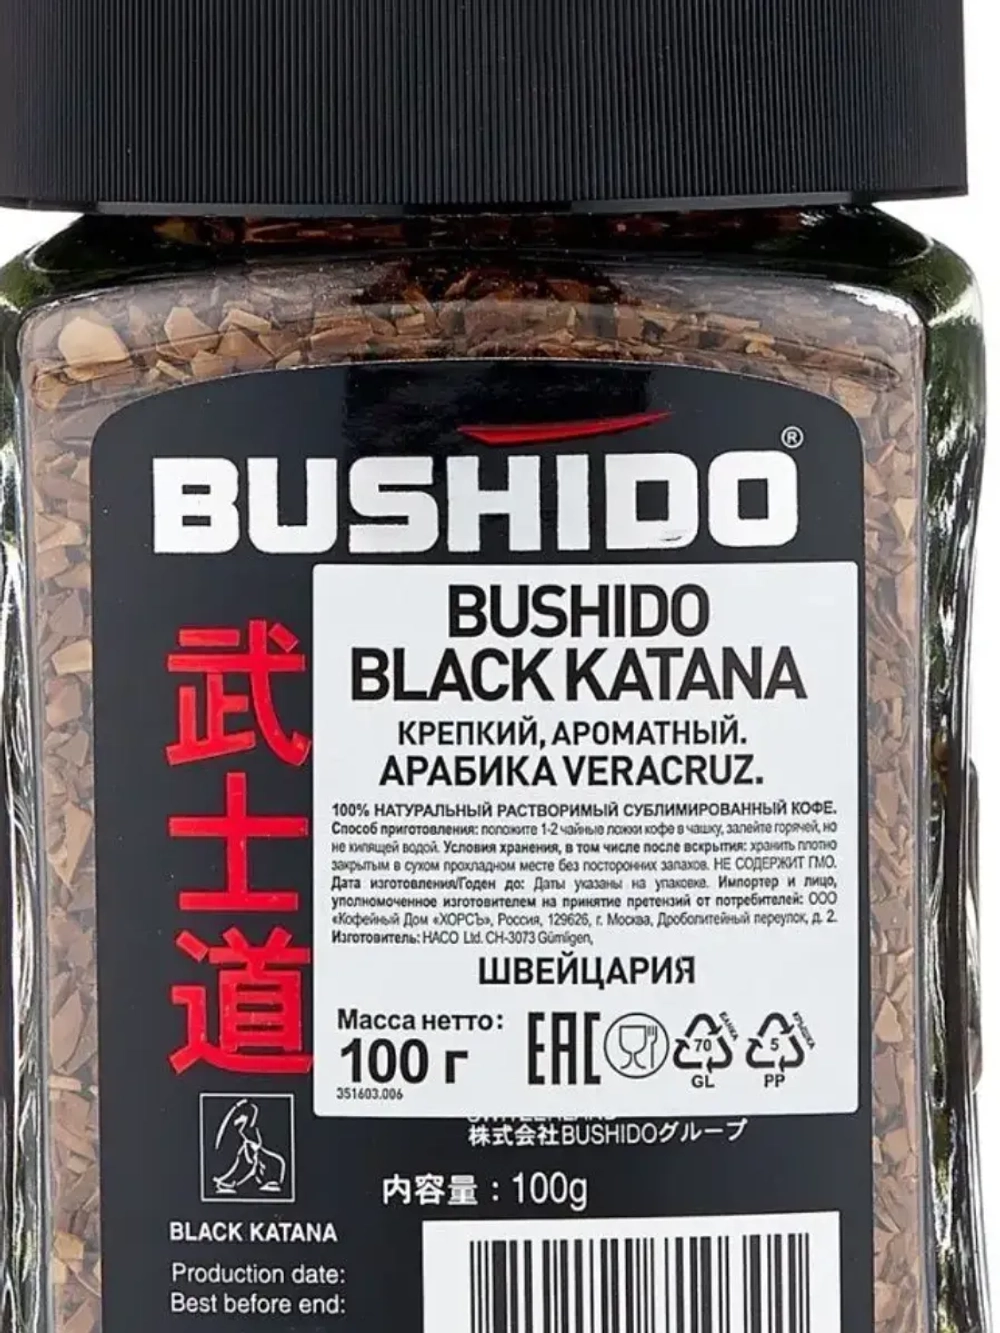 BUSHIDO®
武士道
BUSHIDO
BLACK KATANA
КРЕПКИЙ, АРОМАТНЫЙ.
АРАБИКА VERACRUZ.
100% НАТУРАЛЬНЫЙ РАСТВОРИМЫЙ СУБЛИМИРОВАННЫЙ КОФЕ.
Способ приготовления: положите 1-2 чайные ложки кофе в чашку, залейте горячей, но
не кипящей водой. Условия хранения, в том числе после вскрытия: хранить плотно
закрытым в сухом прохладном месте без посторонних запахов. НЕ СОДЕРЖИТ ГМО.
Дата изготовления/Годен до: Даты указаны на упаковке. Импортер и лицо,
уполномоченное изготовителем на принятие претензий от потребителей: ООО
«Кофейный Дом «ХОРСЪ», Россия, 129626, г. Москва, Дроболитейный переулок, д. 2.
Изготовитель: HACO Ltd. CH-3073 Gümligen,
ШВЕЙЦАРИЯ
Масса нетто:
100 г
351603.006
EAC
70
БАНКА
GL
5
КРЫШКА
PP
株式会社BUSHIDOグループ
内容量：100g
BLACK KATANA
Production date:
Best before end: